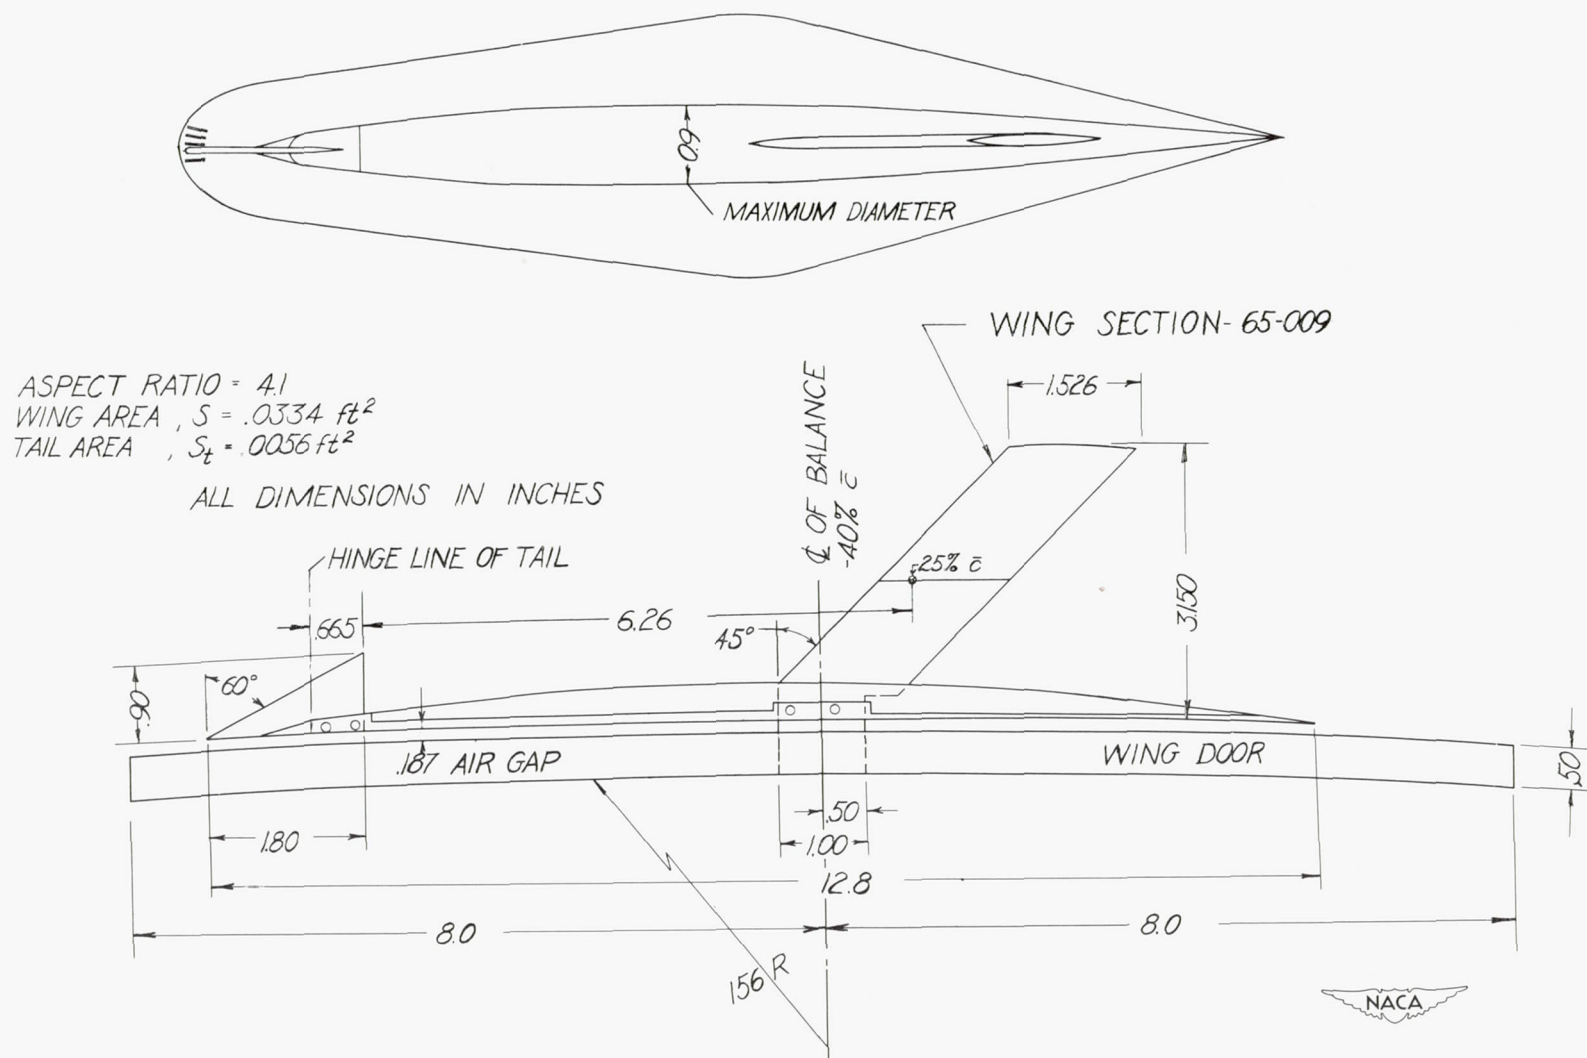 0.9
MAXIMUM DIAMETER
WING SECTION- 65-009
ASPECT RATIO = 4.1
WING AREA , S = .0334 ft²
TAIL AREA , St = .0056 ft²
ALL DIMENSIONS IN INCHES
℄ OF BALANCE
-40% c̄
1.526
HINGE LINE OF TAIL
25% c̄
.665
6.26
45°
3.150
60°
.90
.187 AIR GAP
WING DOOR
.50
.50
1.80
1.00
12.8
8.0
8.0
156 R
NACA